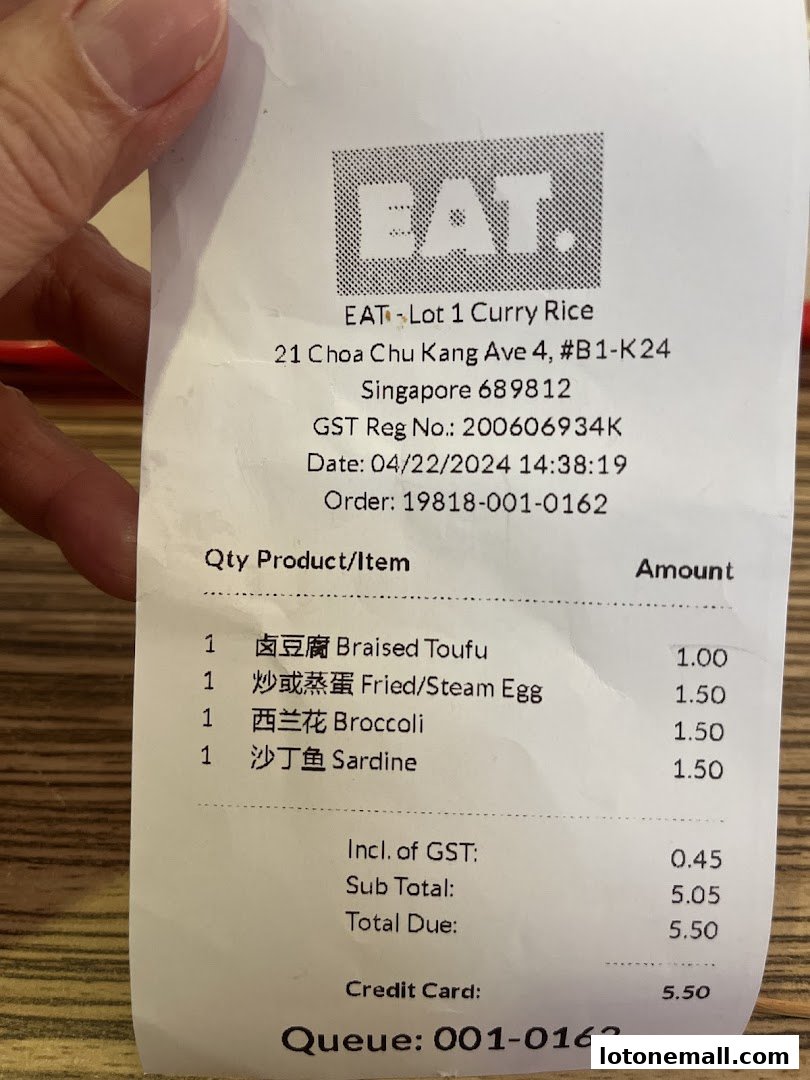 EAT.
EAT - Lot 1 Curry Rice
21 Choa Chu Kang Ave 4, #B1-K24
Singapore 689812
GST Reg No.: 200606934K
Date: 04/22/2024 14:38:19
Order: 19818-001-0162
Qty Product/Item Amount
1 卤豆腐 Braised Toufu 1.00
1 炒或蒸蛋 Fried/Steam Egg 1.50
1 西兰花 Broccoli 1.50
1 沙丁鱼 Sardine 1.50
Incl. of GST: 0.45
Sub Total: 5.05
Total Due: 5.50
Credit Card: 5.50
Queue: 001-0162
lotonemall.com